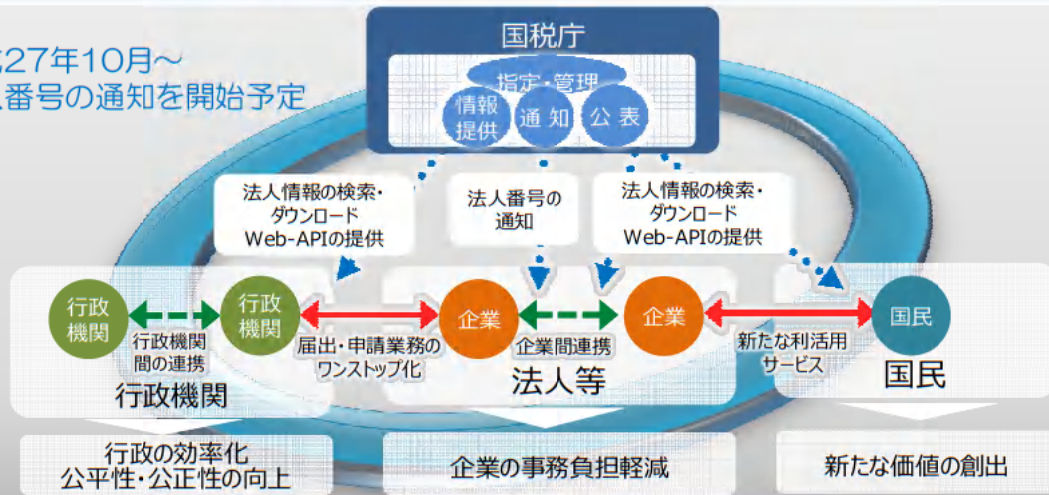 27年10月～
番号の通知を開始予定
国税庁
指定・管理
情報
提供
通知
公表
法人情報の検索・
ダウンロード
Web-APIの提供
法人番号の
通知
法人情報の検索・
ダウンロード
Web-APIの提供
行政
機関
行政
機関
企業
企業
国民
行政機関
間の連携
届出・申請業務の
ワンストップ化
企業間連携
新たな利活用
サービス
行政機関
法人等
国民
行政の効率化
公平性・公正性の向上
企業の事務負担軽減
新たな価値の創出